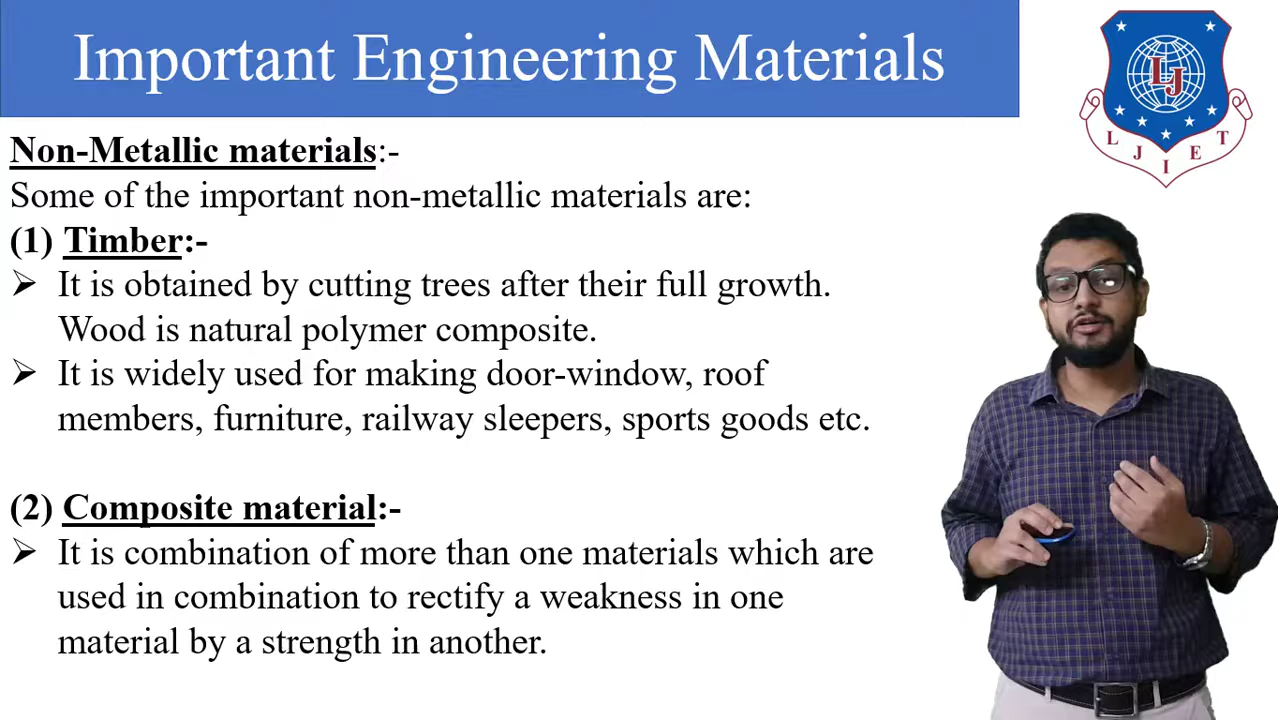 Important Engineering Materials
LJ
L J I E T
Non-Metallic materials:-
Some of the important non-metallic materials are:
(1) Timber:-
➢ It is obtained by cutting trees after their full growth.
Wood is natural polymer composite.
➢ It is widely used for making door-window, roof
members, furniture, railway sleepers, sports goods etc.
(2) Composite material:-
➢ It is combination of more than one materials which are
used in combination to rectify a weakness in one
material by a strength in another.